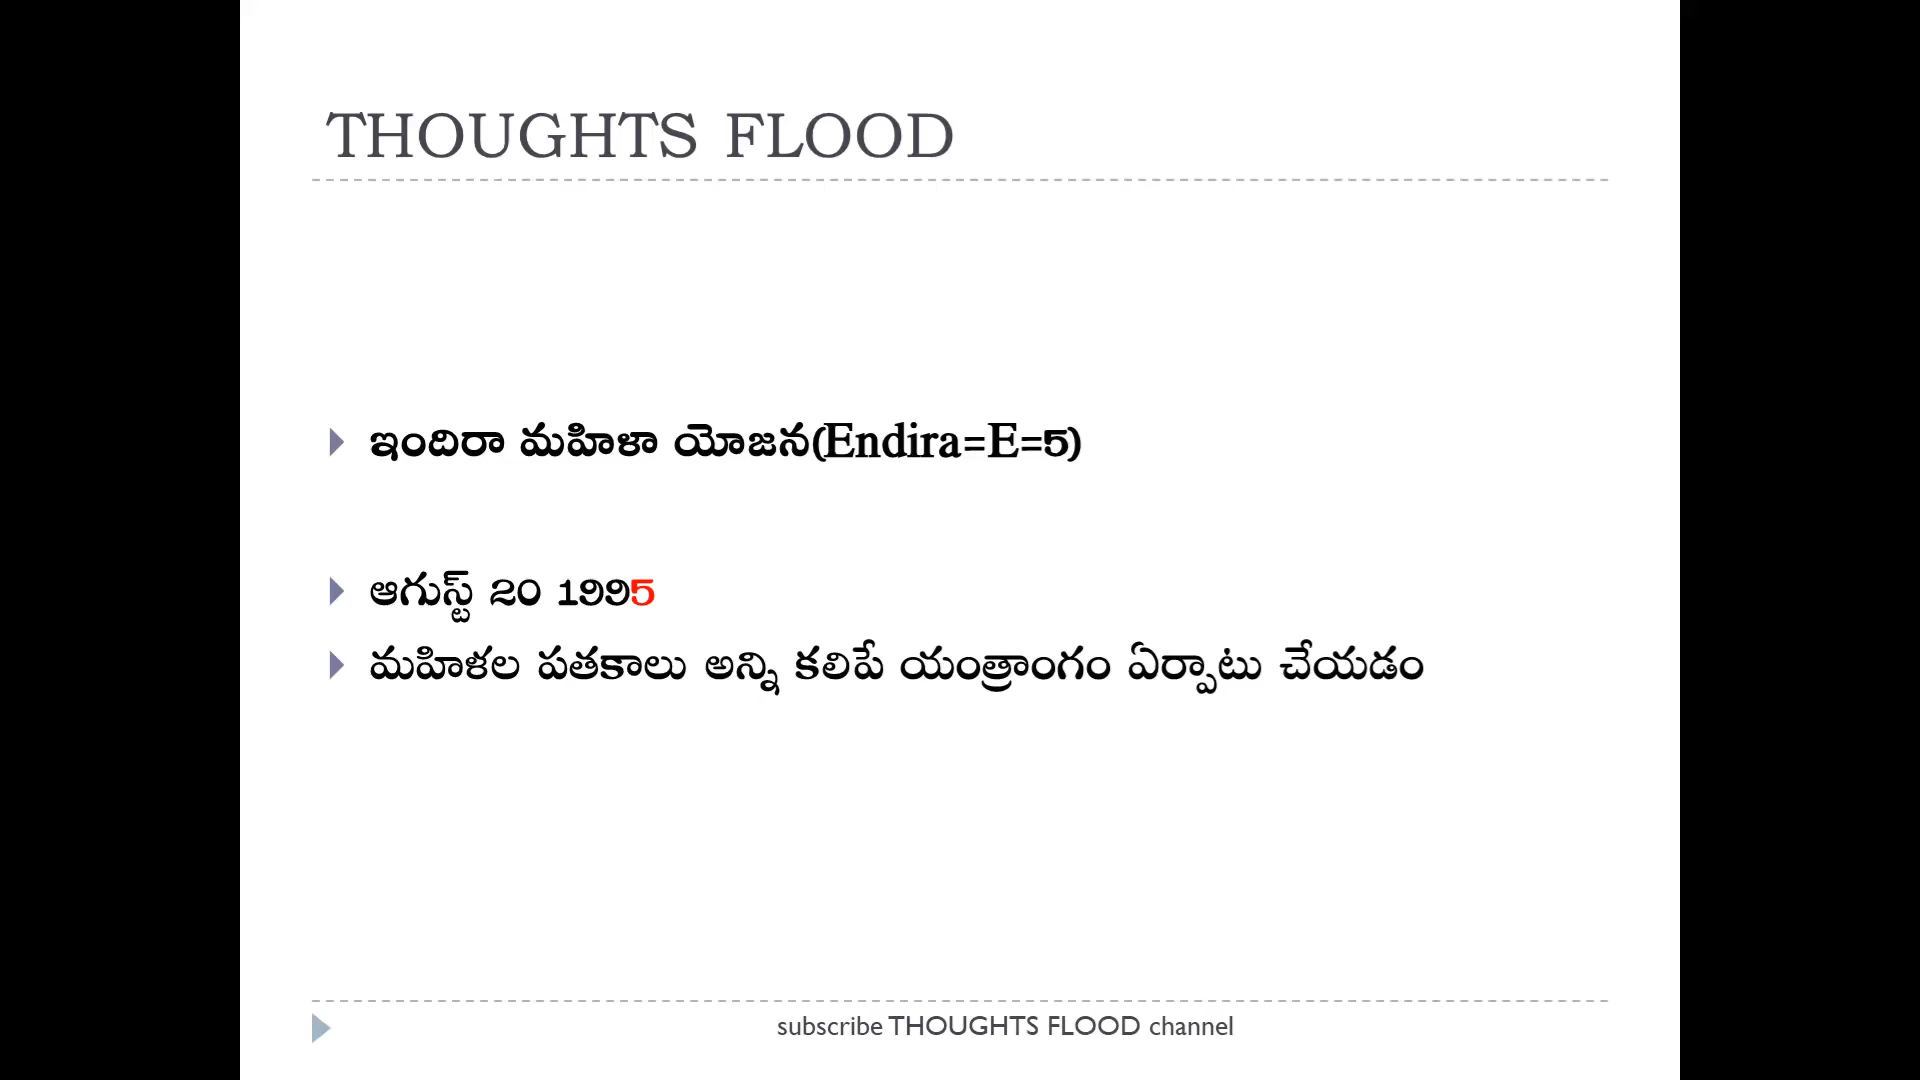 THOUGHTS FLOOD
ఇందిరా మహిళా యోజన(Endira=E=5)
ఆగుస్ట్ 20 1995
మహిళల పతకాలు అన్ని కలిపే యంత్రాంగం ఏర్పాటు చేయడం
subscribe THOUGHTS FLOOD channel